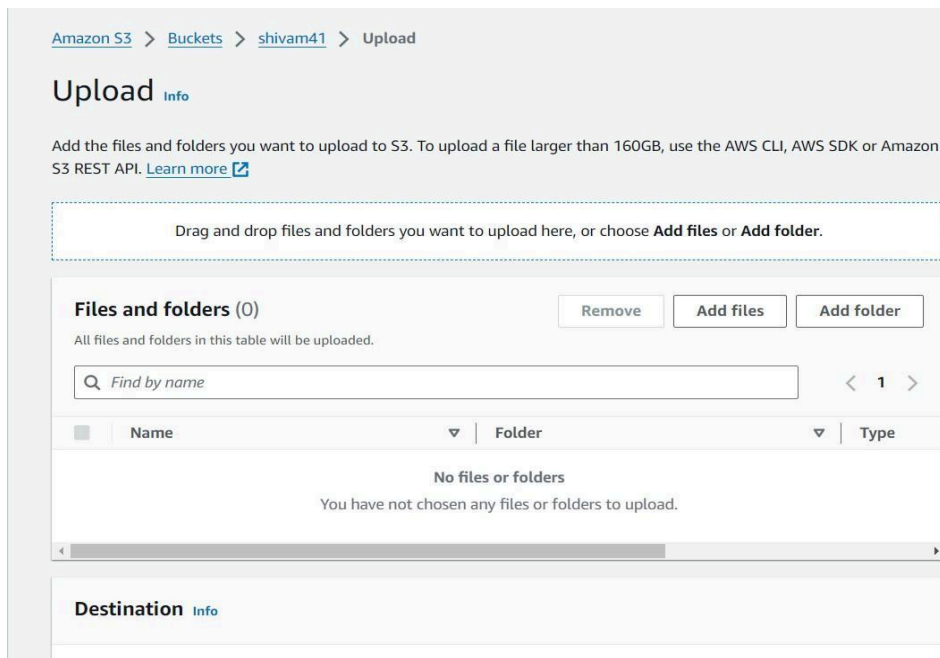 Amazon S3 > Buckets > shivam41 > Upload
Upload Info
Add the files and folders you want to upload to S3. To upload a file larger than 160GB, use the AWS CLI, AWS SDK or Amazon
S3 REST API. Learn more
Drag and drop files and folders you want to upload here, or choose Add files or Add folder.
Files and folders (0) Remove Add files Add folder
All files and folders in this table will be uploaded.
Find by name < 1 >
Name Folder Type
No files or folders
You have not chosen any files or folders to upload.
Destination Info